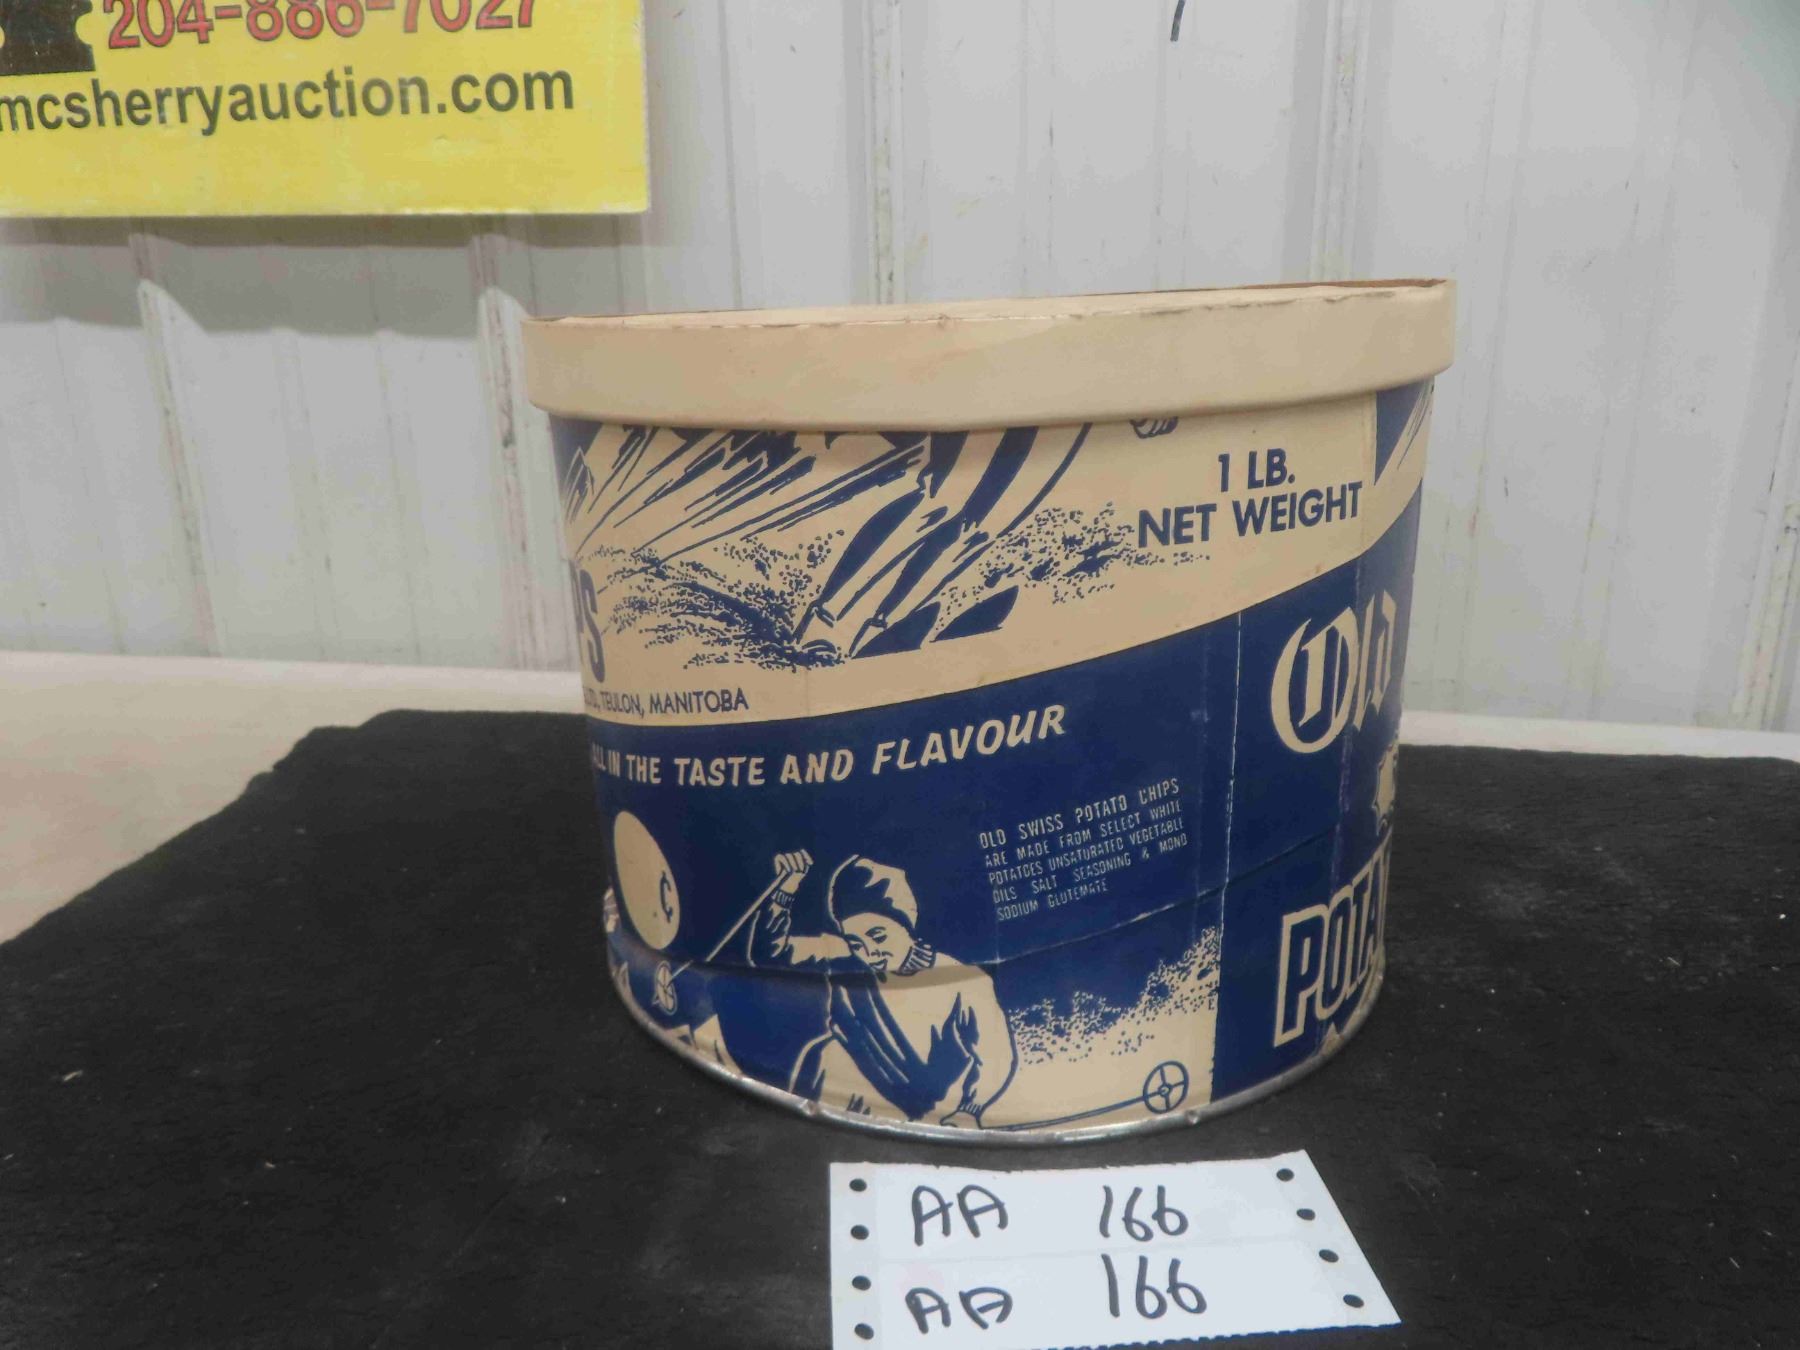 204-886-7027
mcsherryauction.com
1 LB.
NET WEIGHT
PS
LTD, TEULON, MANITOBA
ALL IN THE TASTE AND FLAVOUR
Old
OLD SWISS POTATO CHIPS
ARE MADE FROM SELECT WHITE
POTATOES UNSATURATED VEGETABLE
OILS SALT SEASONING & MONO
SODIUM GLUTEMATE
¢
POTA
AA 166
AA 166